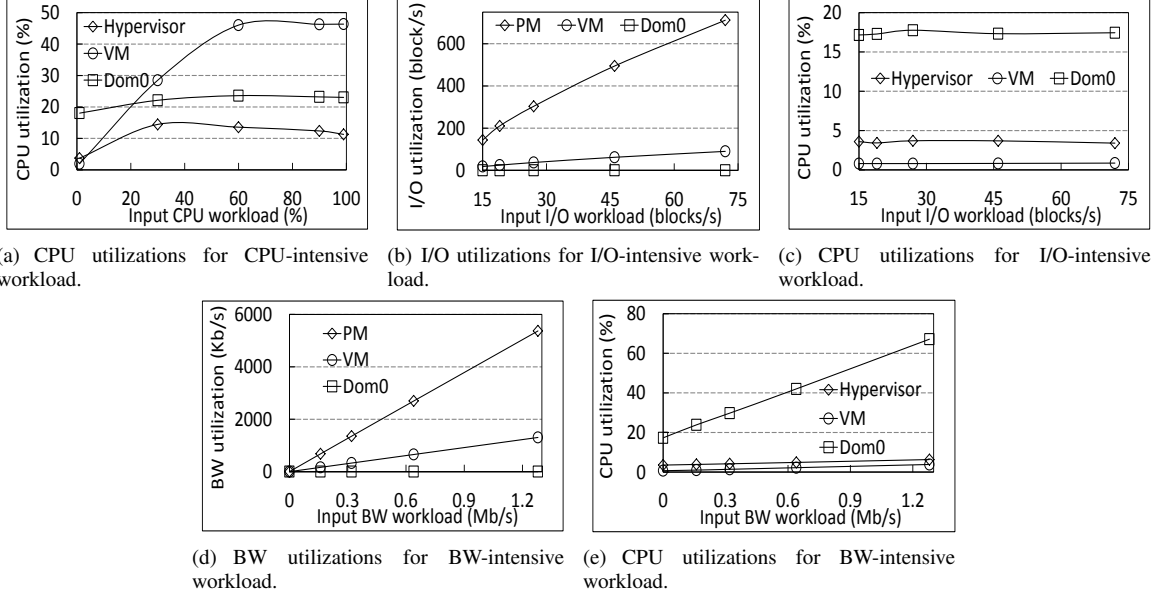 50
40
30
20
10
0
CPU utilization (%)
Hypervisor
VM
Dom0
0 20 40 60 80 100
Input CPU workload (%)
600
400
200
0
I/O utilization (block/s)
PM VM Dom0
15 30 45 60 75
Input I/O workload (blocks/s)
20
15
10
5
0
CPU utilization (%)
Hypervisor VM Dom0
15 30 45 60 75
Input I/O workload (blocks/s)
(a) CPU utilizations for CPU-intensive
workload.
(b) I/O utilizations for I/O-intensive work-
load.
(c) CPU utilizations for I/O-intensive
workload.
6000
4000
2000
0
BW utilization (Kb/s)
PM
VM
Dom0
0 0.3 0.6 0.9 1.2
Input BW workload (Mb/s)
80
60
40
20
0
CPU utilization (%)
Hypervisor
VM
Dom0
0 0.3 0.6 0.9 1.2
Input BW workload (Mb/s)
(d) BW utilizations for BW-intensive
workload.
(e) CPU utilizations for BW-intensive
workload.